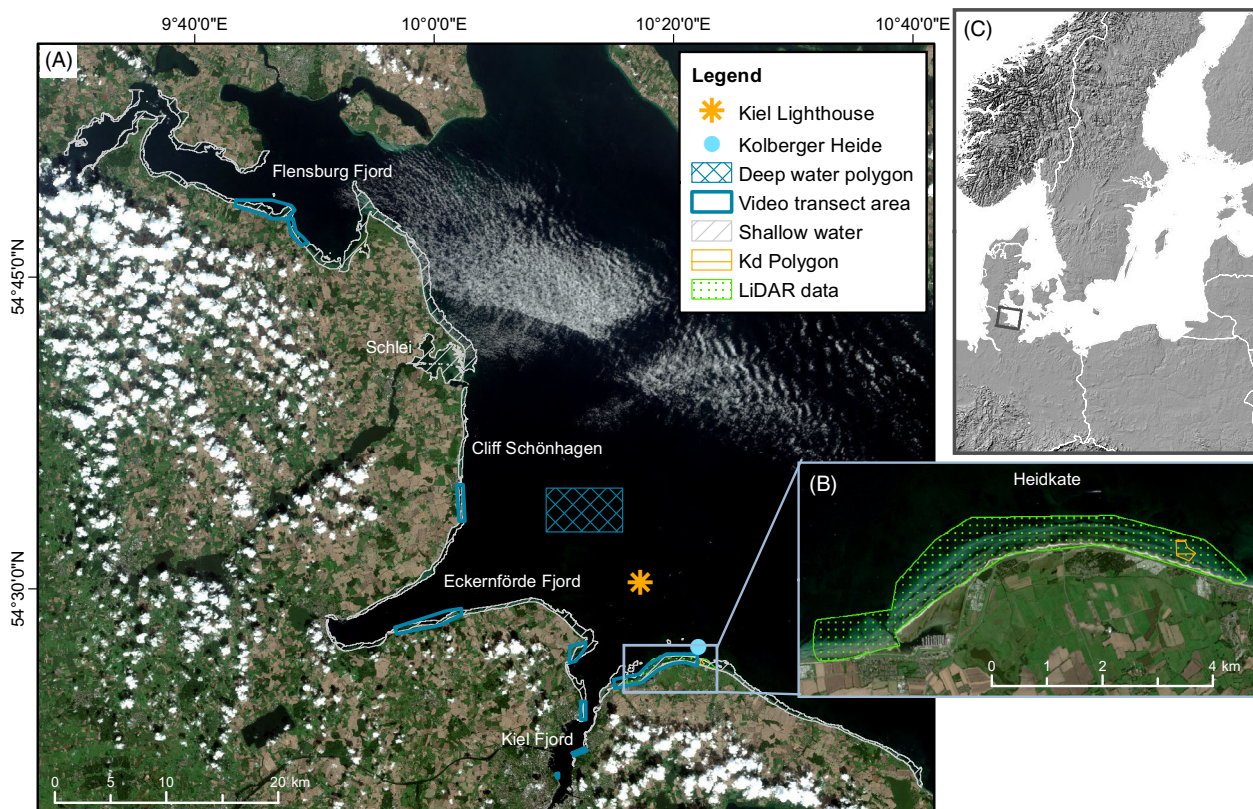 9°40'0"E
10°00'0"E
10°20'0"E
10°40'0"E
(A)
(C)
Legend
Kiel Lighthouse
Kolberger Heide
Deep water polygon
Video transect area
Shallow water
Kd Polygon
LiDAR data
Flensburg Fjord
54°45'0"N
Schlei
Cliff Schönhagen
(B)
Heidkate
Eckernförde Fjord
54°30'0"N
0 1 2 4 km
Kiel Fjord
0 5 10 20 km